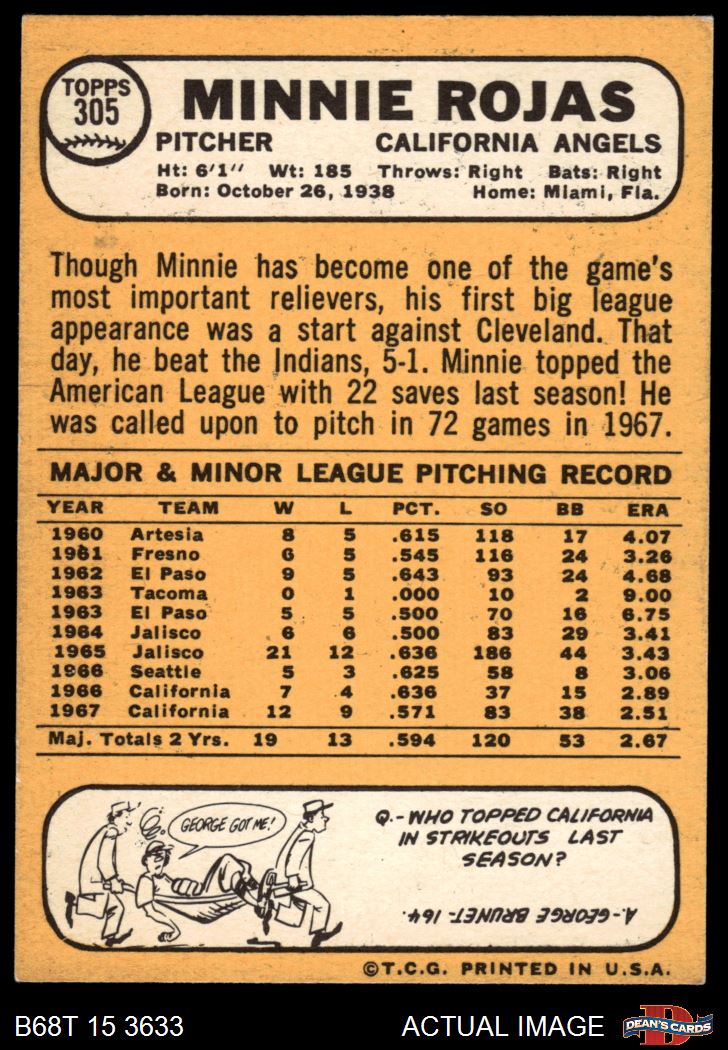 TOPPS
305
MINNIE ROJAS
PITCHER CALIFORNIA ANGELS
Ht: 6'1" Wt: 185 Throws: Right Bats: Right
Born: October 26, 1938 Home: Miami, Fla.
Though Minnie has become one of the game's
most important relievers, his first big league
appearance was a start against Cleveland. That
day, he beat the Indians, 5-1. Minnie topped the
American League with 22 saves last season! He
was called upon to pitch in 72 games in 1967.
MAJOR & MINOR LEAGUE PITCHING RECORD
YEAR TEAM W L PCT. SO BB ERA
1960 Artesia 8 5 .615 118 17 4.07
1961 Fresno 6 5 .545 116 24 3.26
1962 El Paso 9 5 .643 93 24 4.68
1963 Tacoma 0 1 .000 10 2 9.00
1963 El Paso 5 5 .500 70 16 6.75
1964 Jalisco 6 6 .500 83 29 3.41
1965 Jalisco 21 12 .636 186 44 3.43
1966 Seattle 5 3 .625 58 8 3.06
1966 California 7 4 .636 37 15 2.89
1967 California 12 9 .571 83 38 2.51
Maj. Totals 2 Yrs. 19 13 .594 120 53 2.67
GEORGE GOT ME!
Q.-WHO TOPPED CALIFORNIA
IN STRIKEOUTS LAST
SEASON?
A.-GEORGE BRUNET-164.
©T.C.G. PRINTED IN U.S.A.
B68T 15 3633 ACTUAL IMAGE
D
DEAN'S CARDS